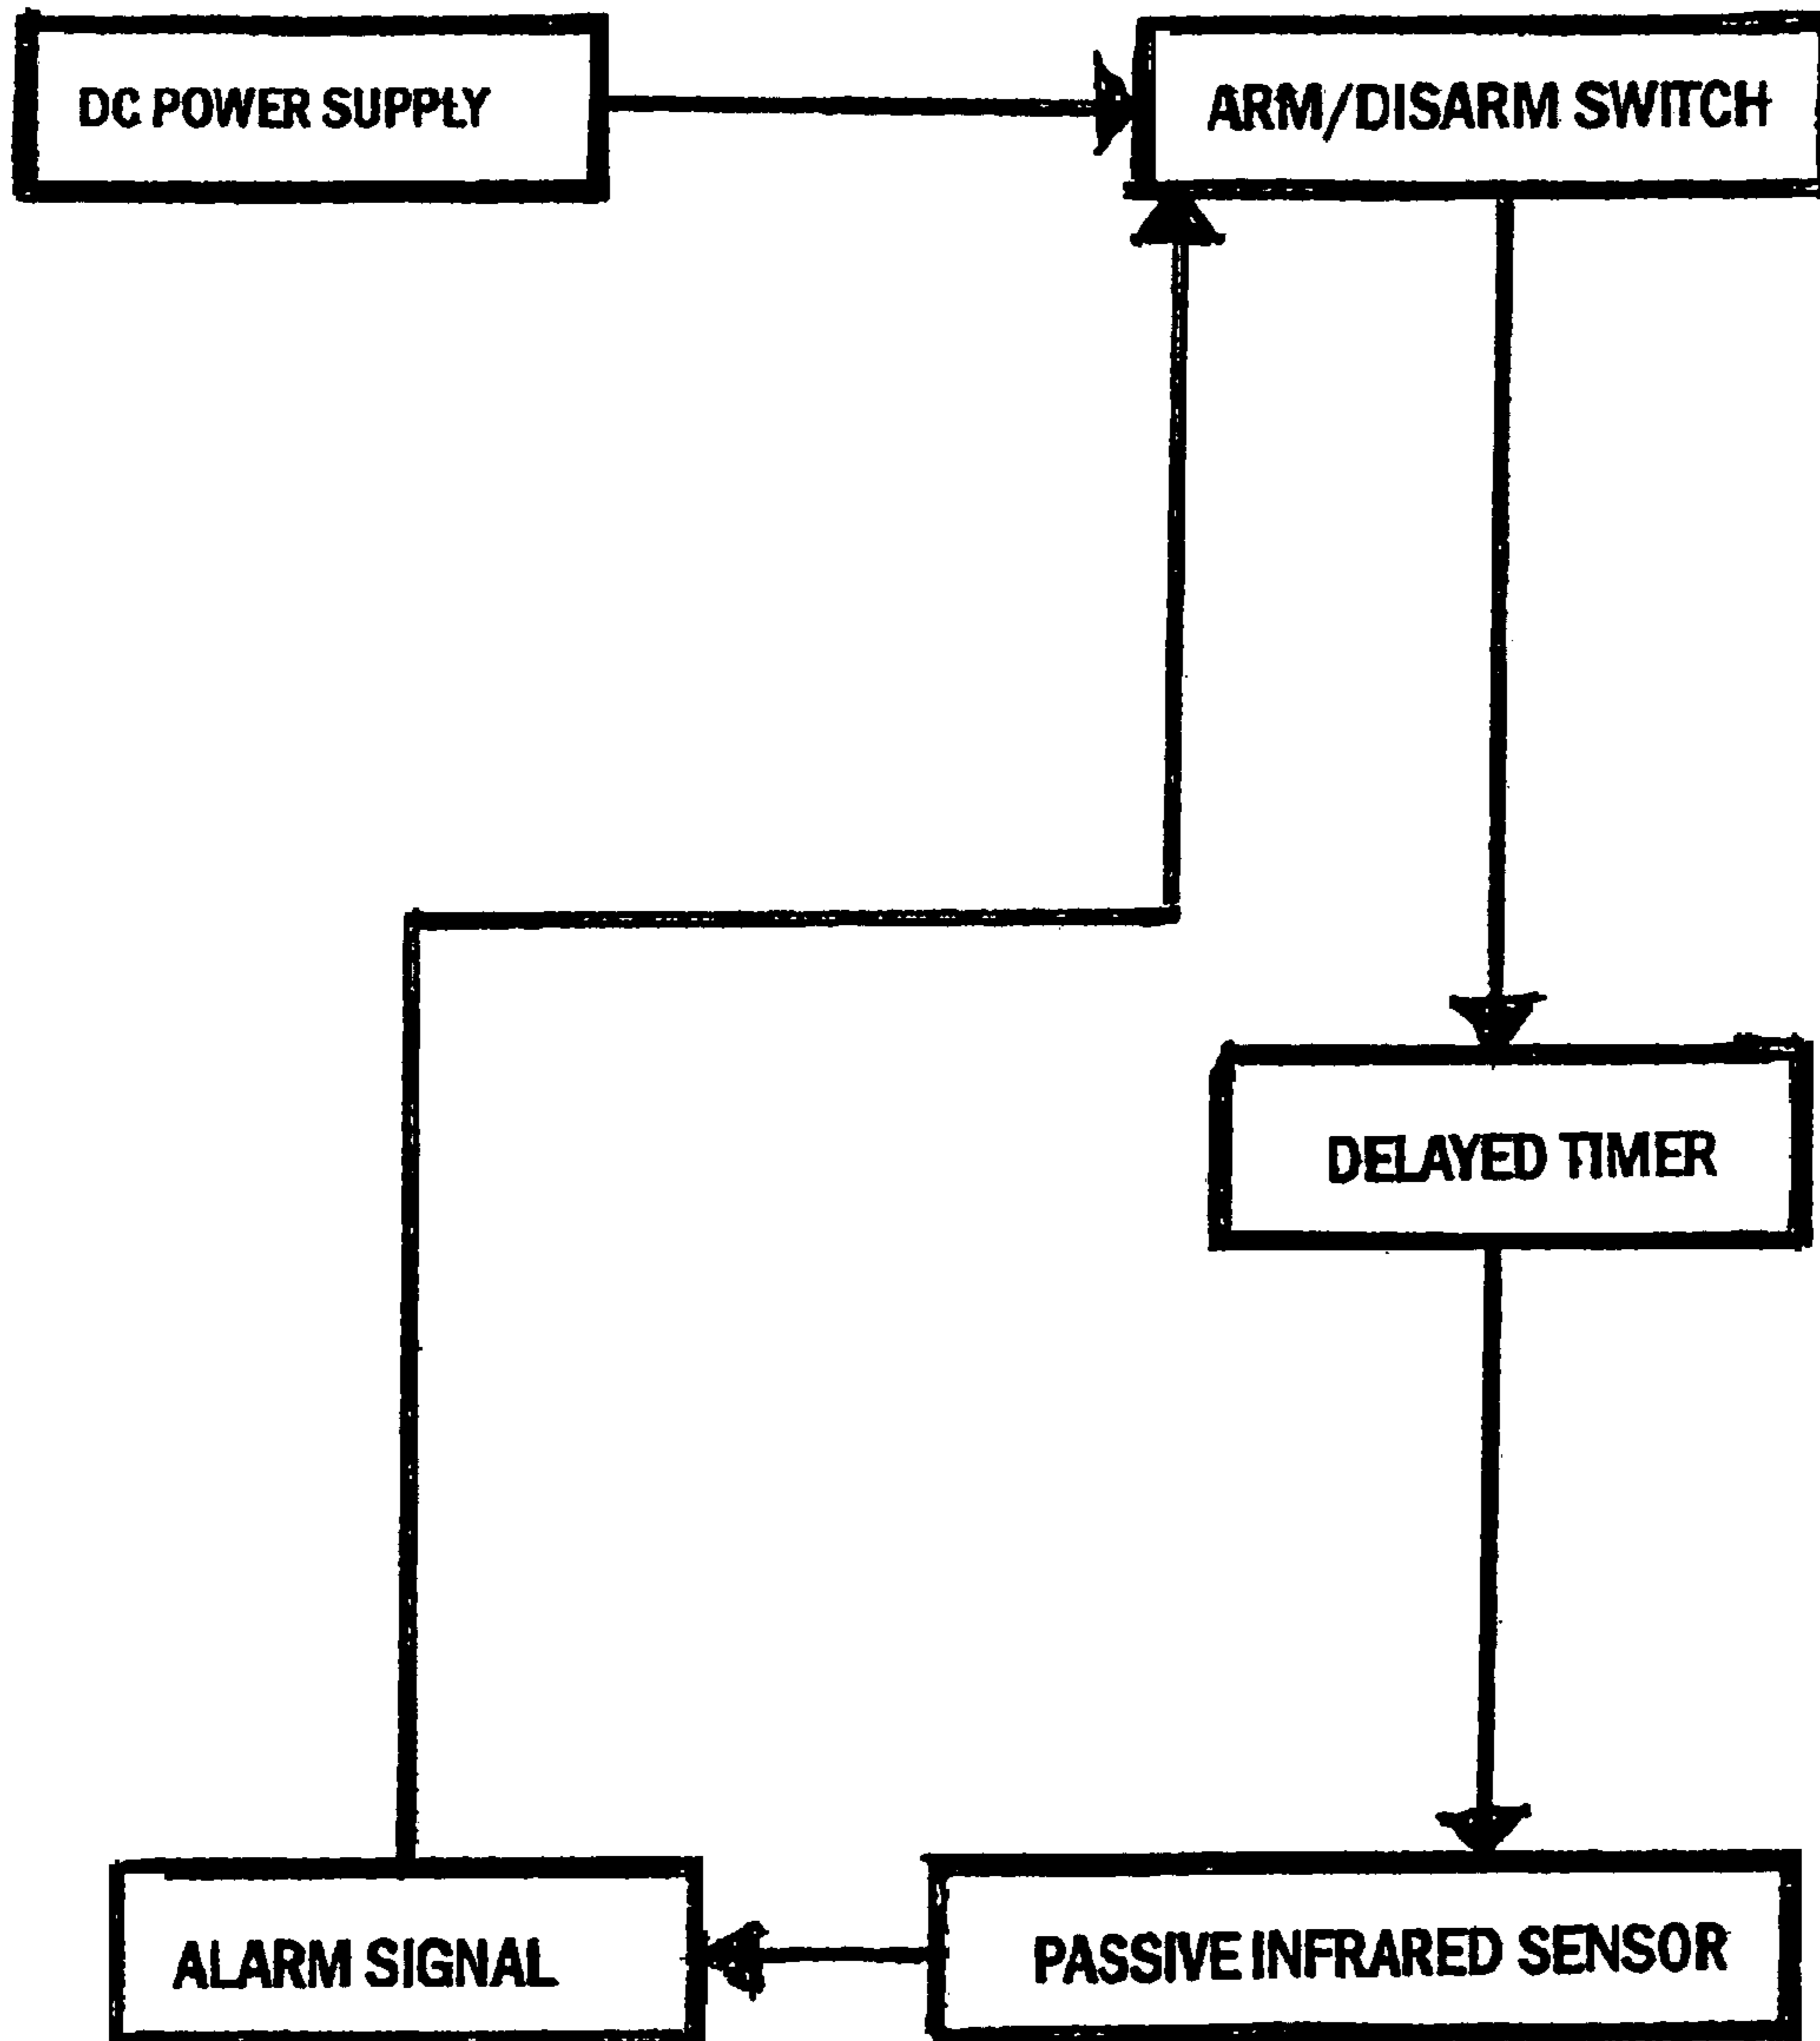 DC POWER SUPPLY
ARM/DISARM SWITCH
DELAYED TIMER
ALARM SIGNAL
PASSIVE INFRARED SENSOR